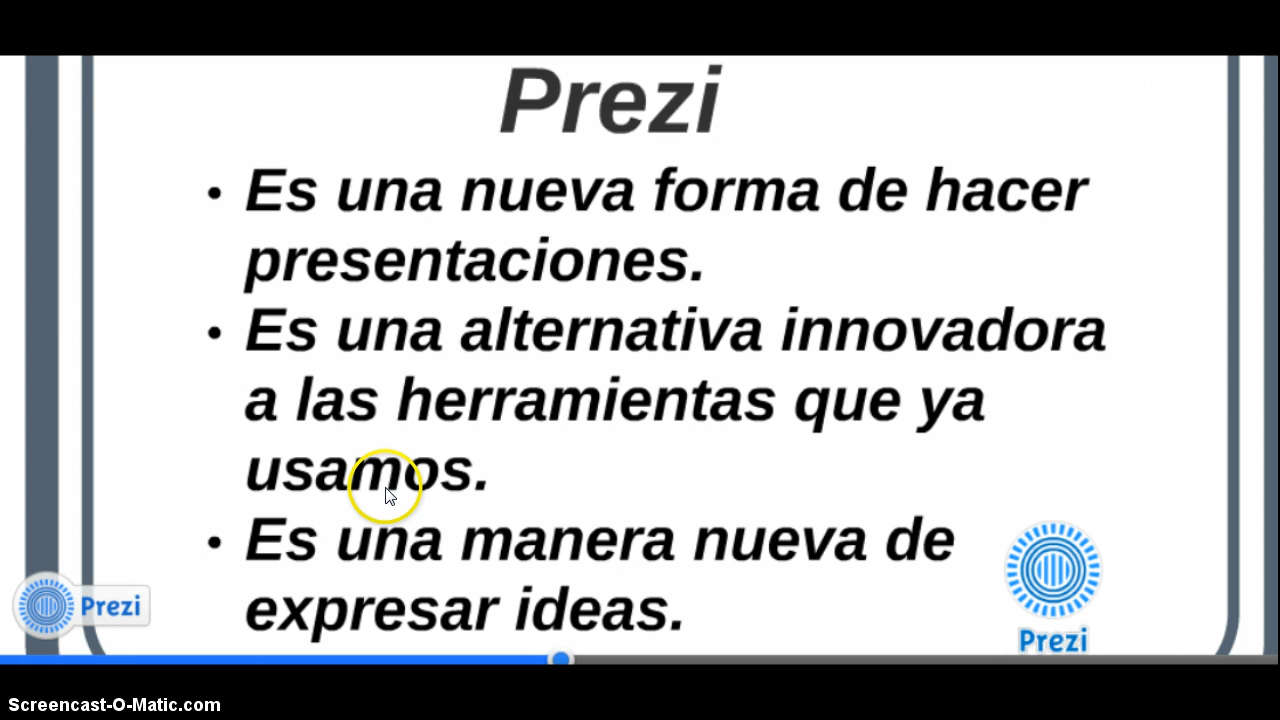 Prezi
• Es una nueva forma de hacer
presentaciones.
• Es una alternativa innovadora
a las herramientas que ya
usamos.
• Es una manera nueva de
expresar ideas.
Prezi
Prezi
Screencast-O-Matic.com